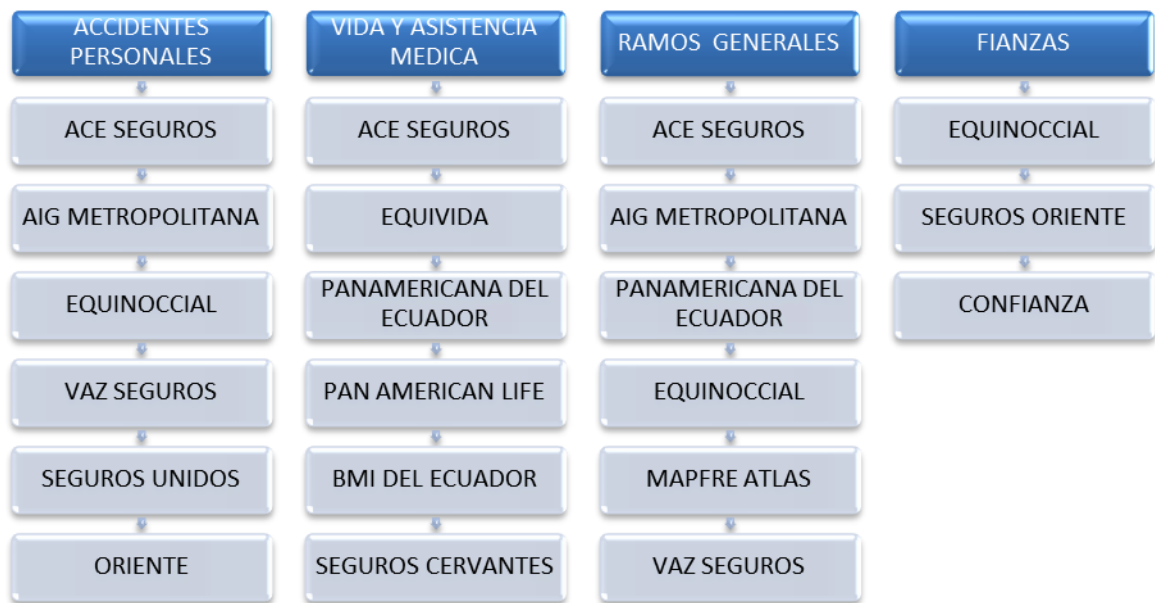 ACCIDENTES
PERSONALES
ACE SEGUROS
AIG METROPOLITANA
EQUINOCCIAL
VAZ SEGUROS
SEGUROS UNIDOS
ORIENTE
VIDA Y ASISTENCIA
MEDICA
ACE SEGUROS
EQUIVIDA
PANAMERICANA DEL
ECUADOR
PAN AMERICAN LIFE
BMI DEL ECUADOR
SEGUROS CERVANTES
RAMOS GENERALES
ACE SEGUROS
AIG METROPOLITANA
PANAMERICANA DEL
ECUADOR
EQUINOCCIAL
MAPFRE ATLAS
VAZ SEGUROS
FIANZAS
EQUINOCCIAL
SEGUROS ORIENTE
CONFIANZA